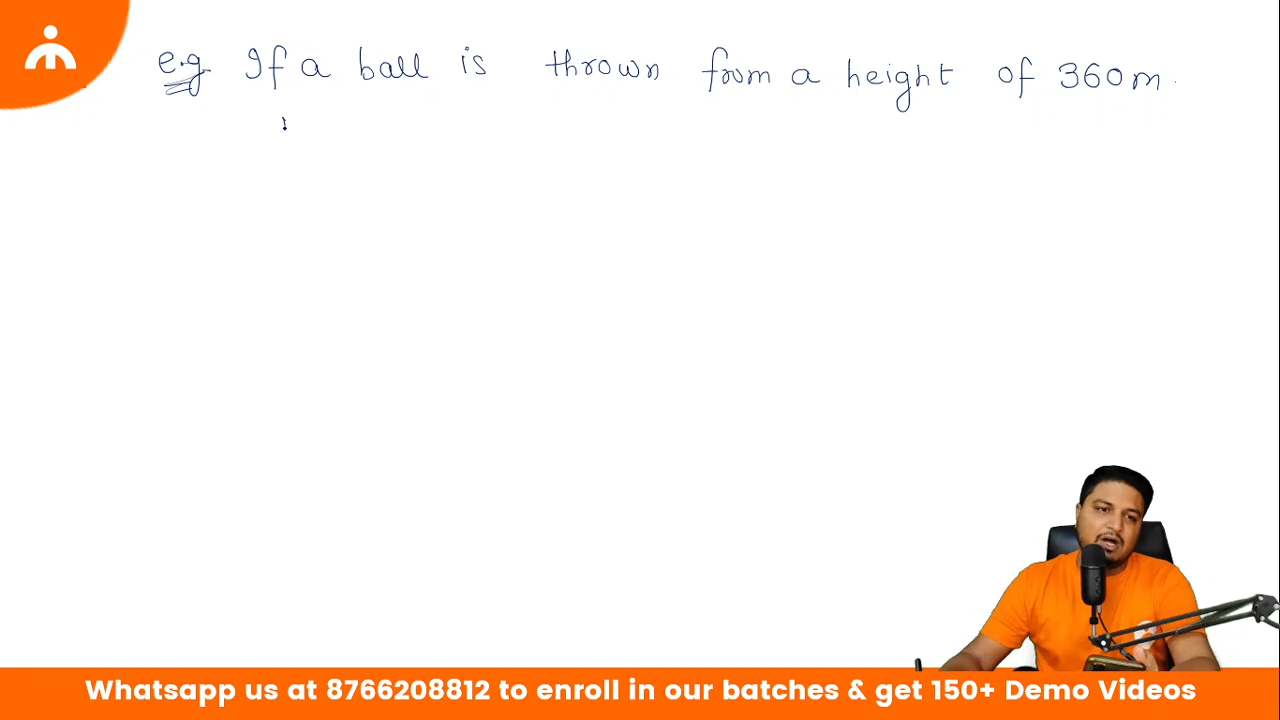 e.g If a ball is thrown from a height of 360m.
Whatsapp us at 8766208812 to enroll in our batches & get 150+ Demo Videos